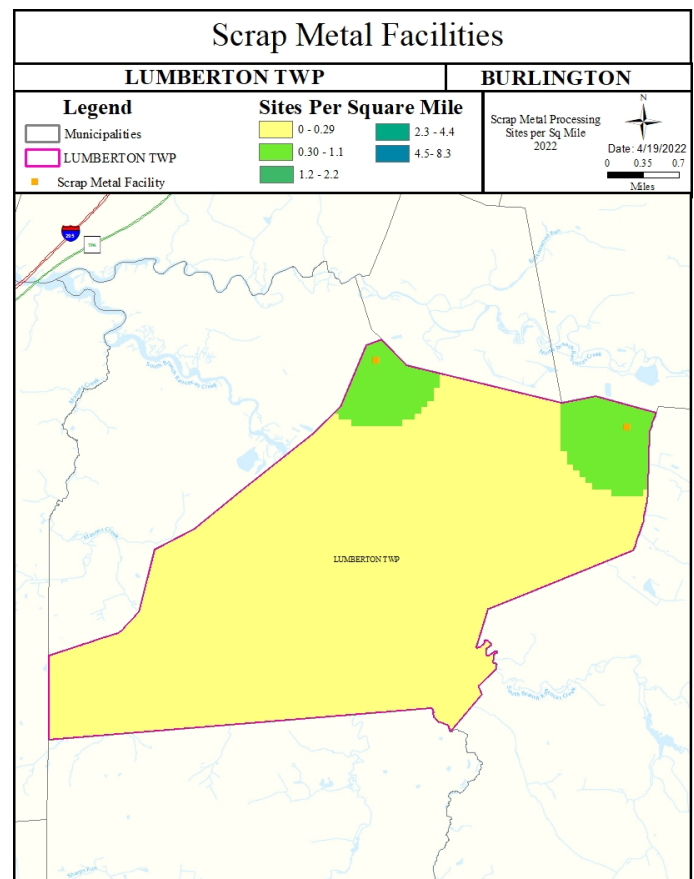 Scrap Metal Facilities
LUMBERTON TWP
BURLINGTON
Legend
Municipalities
LUMBERTON TWP
Scrap Metal Facility
Sites Per Square Mile
0 - 0.29
0.30 - 1.1
1.2 - 2.2
2.3 - 4.4
4.5- 8.3
Scrap Metal Processing
Sites per Sq Mile
2022
N
Date: 4/19/2022
0 0.35 0.7
Miles
295
LUMBERTON TWP